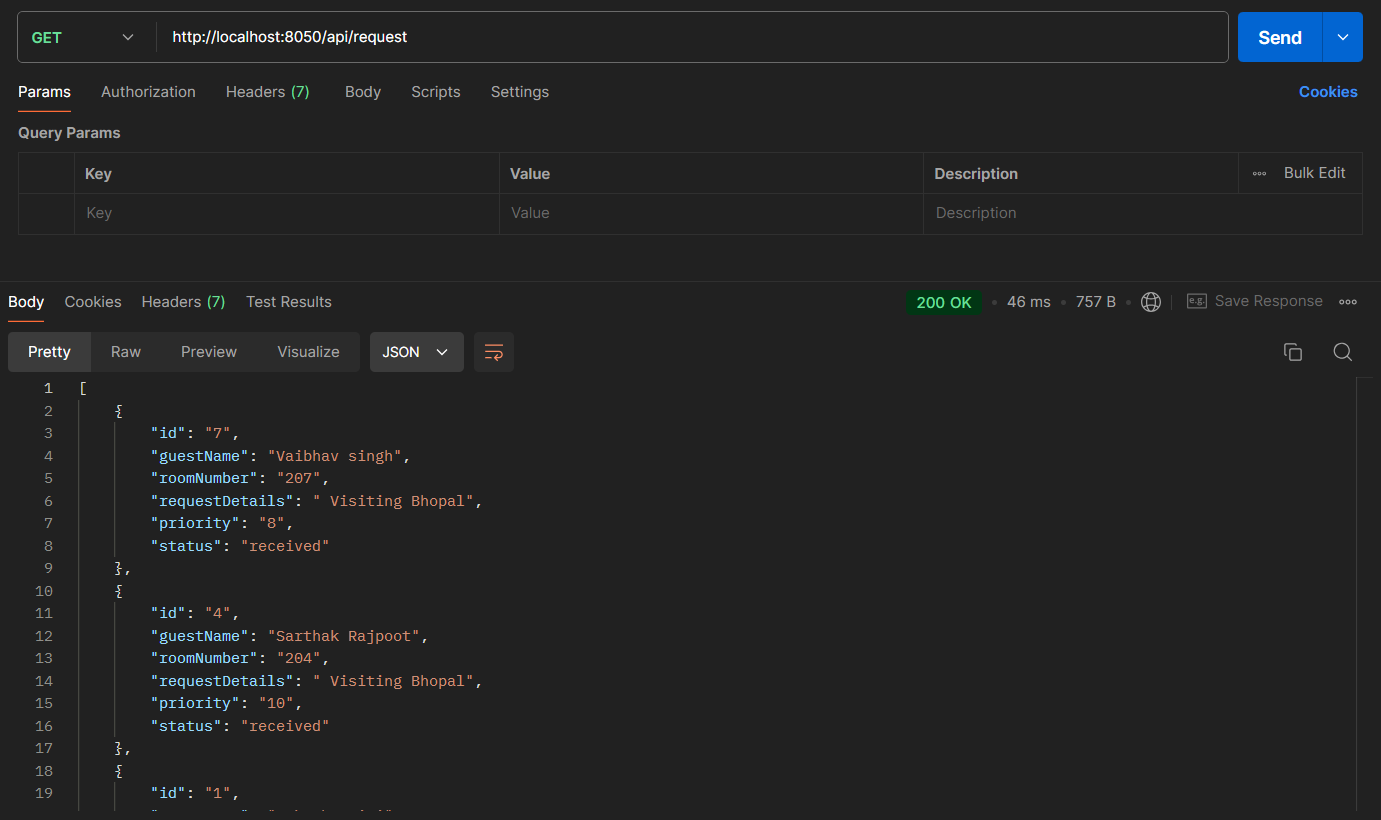 GET http://localhost:8050/api/request Send
Params Authorization Headers (7) Body Scripts Settings Cookies
Query Params
Key Value Description Bulk Edit
Key Value Description
Body Cookies Headers (7) Test Results 200 OK 46 ms 757 B e.g. Save Response
Pretty Raw Preview Visualize JSON
1 [
2 {
3 "id": "7",
4 "guestName": "Vaibhav singh",
5 "roomNumber": "207",
6 "requestDetails": " Visiting Bhopal",
7 "priority": "8",
8 "status": "received"
9 },
10 {
11 "id": "4",
12 "guestName": "Sarthak Rajpoot",
13 "roomNumber": "204",
14 "requestDetails": " Visiting Bhopal",
15 "priority": "10",
16 "status": "received"
17 },
18 {
19 "id": "1",